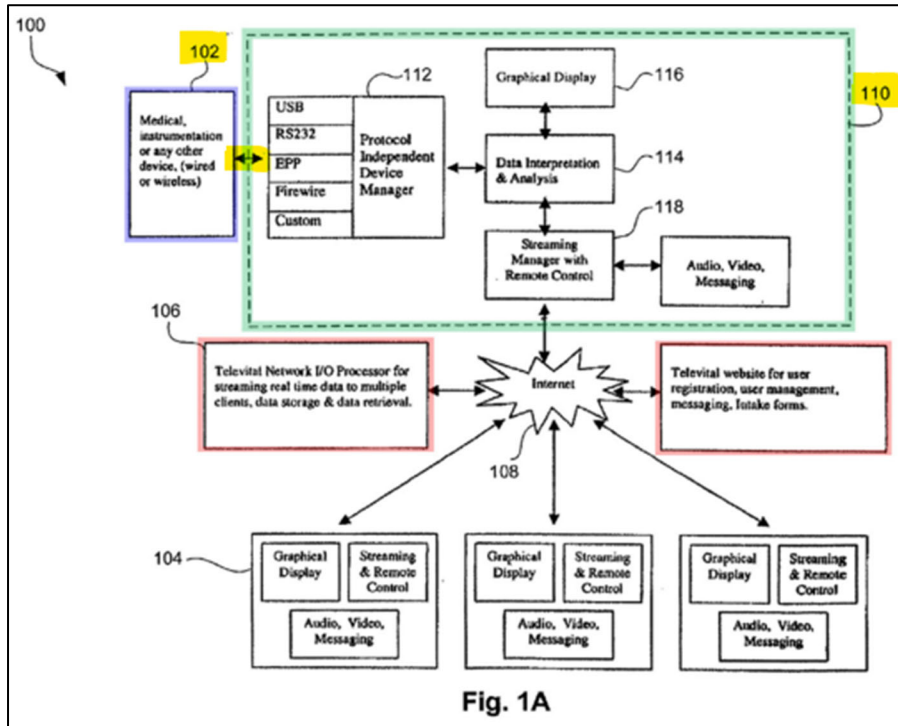 100
102
Medical,
instrumentation
or any other
device, (wired
or wireless)
112
USB
RS232
EPP
Firewire
Custom
Protocol
Independent
Device
Manager
Graphical Display
116
110
Data Interpretation
& Analysis
114
118
Streaming
Manager with
Remote Control
Audio, Video,
Messaging
106
Televital Network I/O Processor for
streaming real time data to multiple
clients, data storage & data retrieval.
Internet
108
Televital website for user
registration, user management,
messaging, Intake forms.
104
Graphical
Display
Streaming
& Remote
Control
Audio, Video,
Messaging
Graphical
Display
Streaming
& Remote
Control
Audio, Video,
Messaging
Graphical
Display
Streaming
& Remote
Control
Audio, Video,
Messaging
Fig. 1A